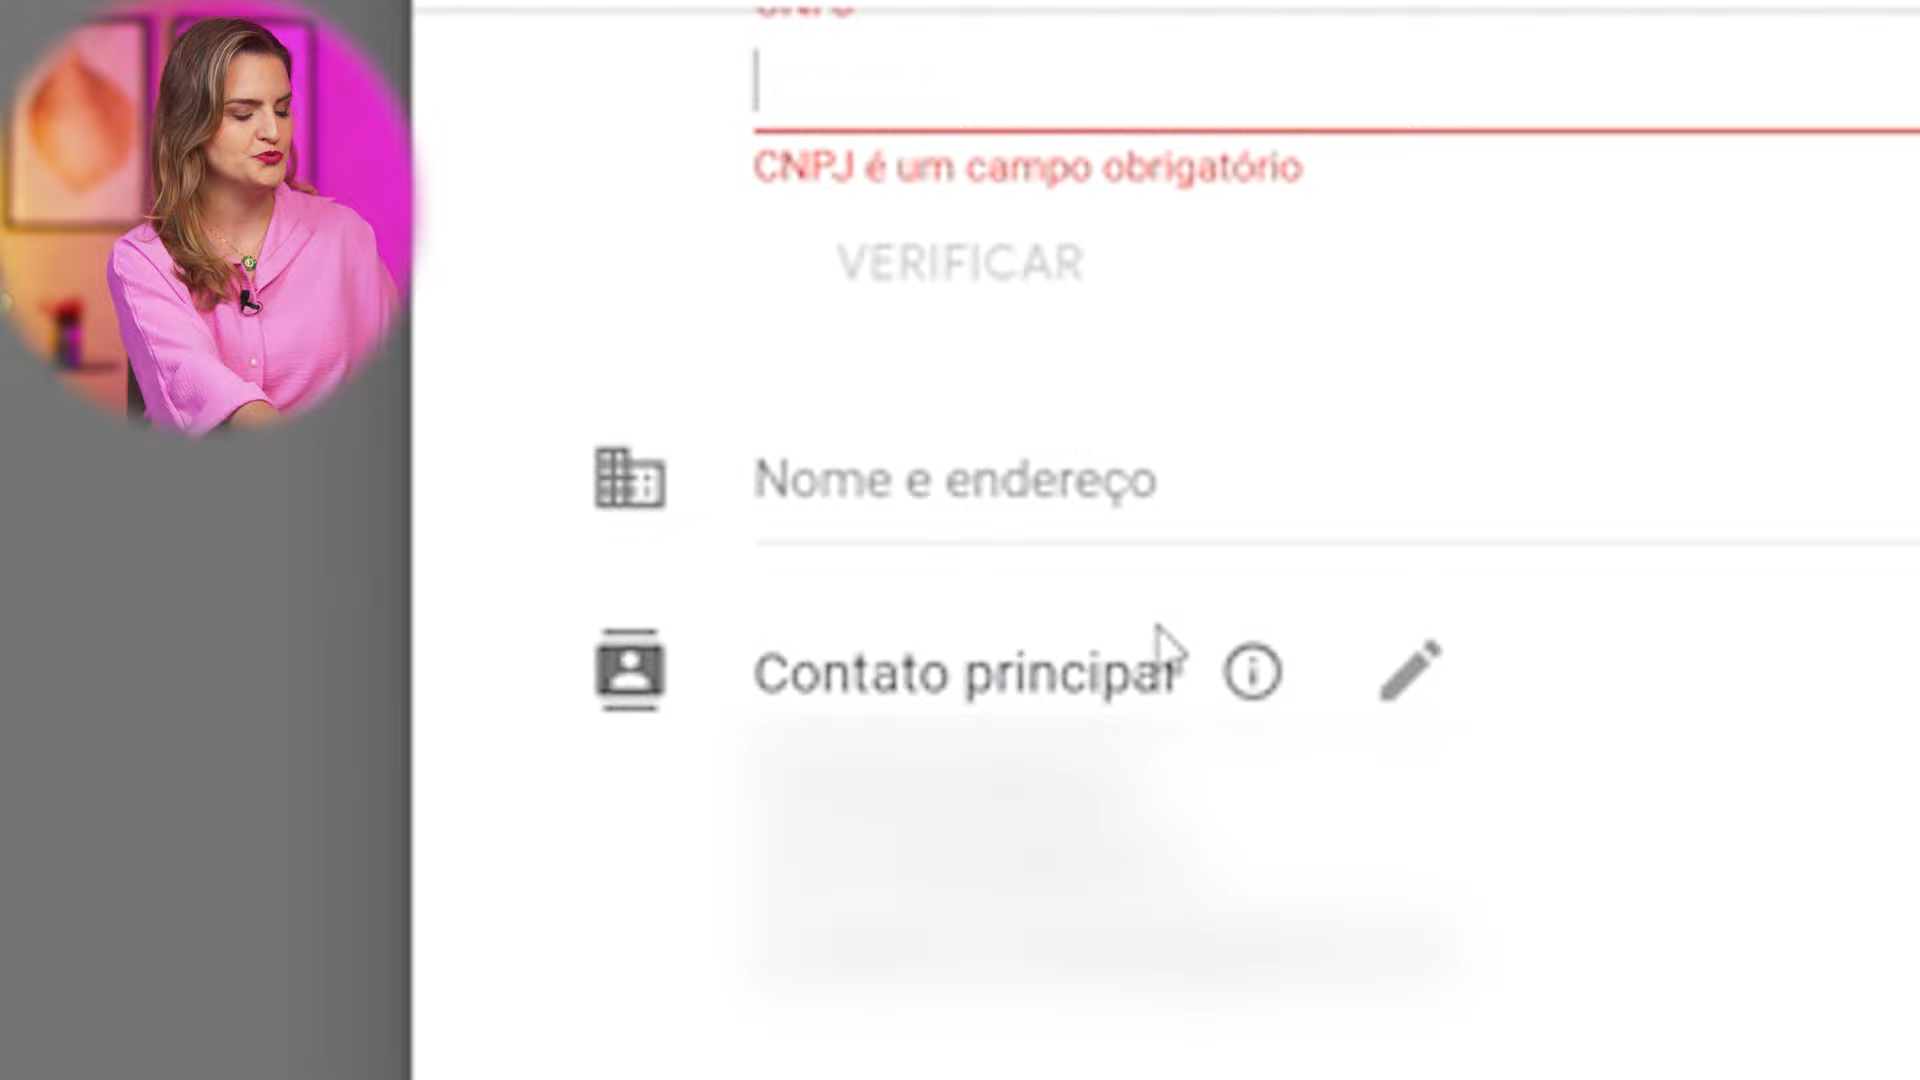 CNPJ é um campo obrigatório
VERIFICAR
Nome e endereço
Contato principal